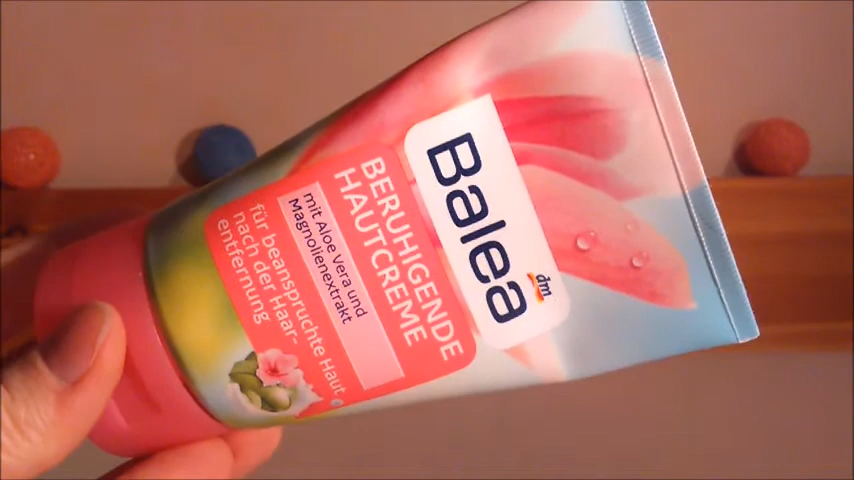 Balea
dm
BERUHIGENDE
HAUTCREME
mit Aloe Vera und
Magnolienextrakt
für beanspruchte Haut
nach der Haar-
entfernung